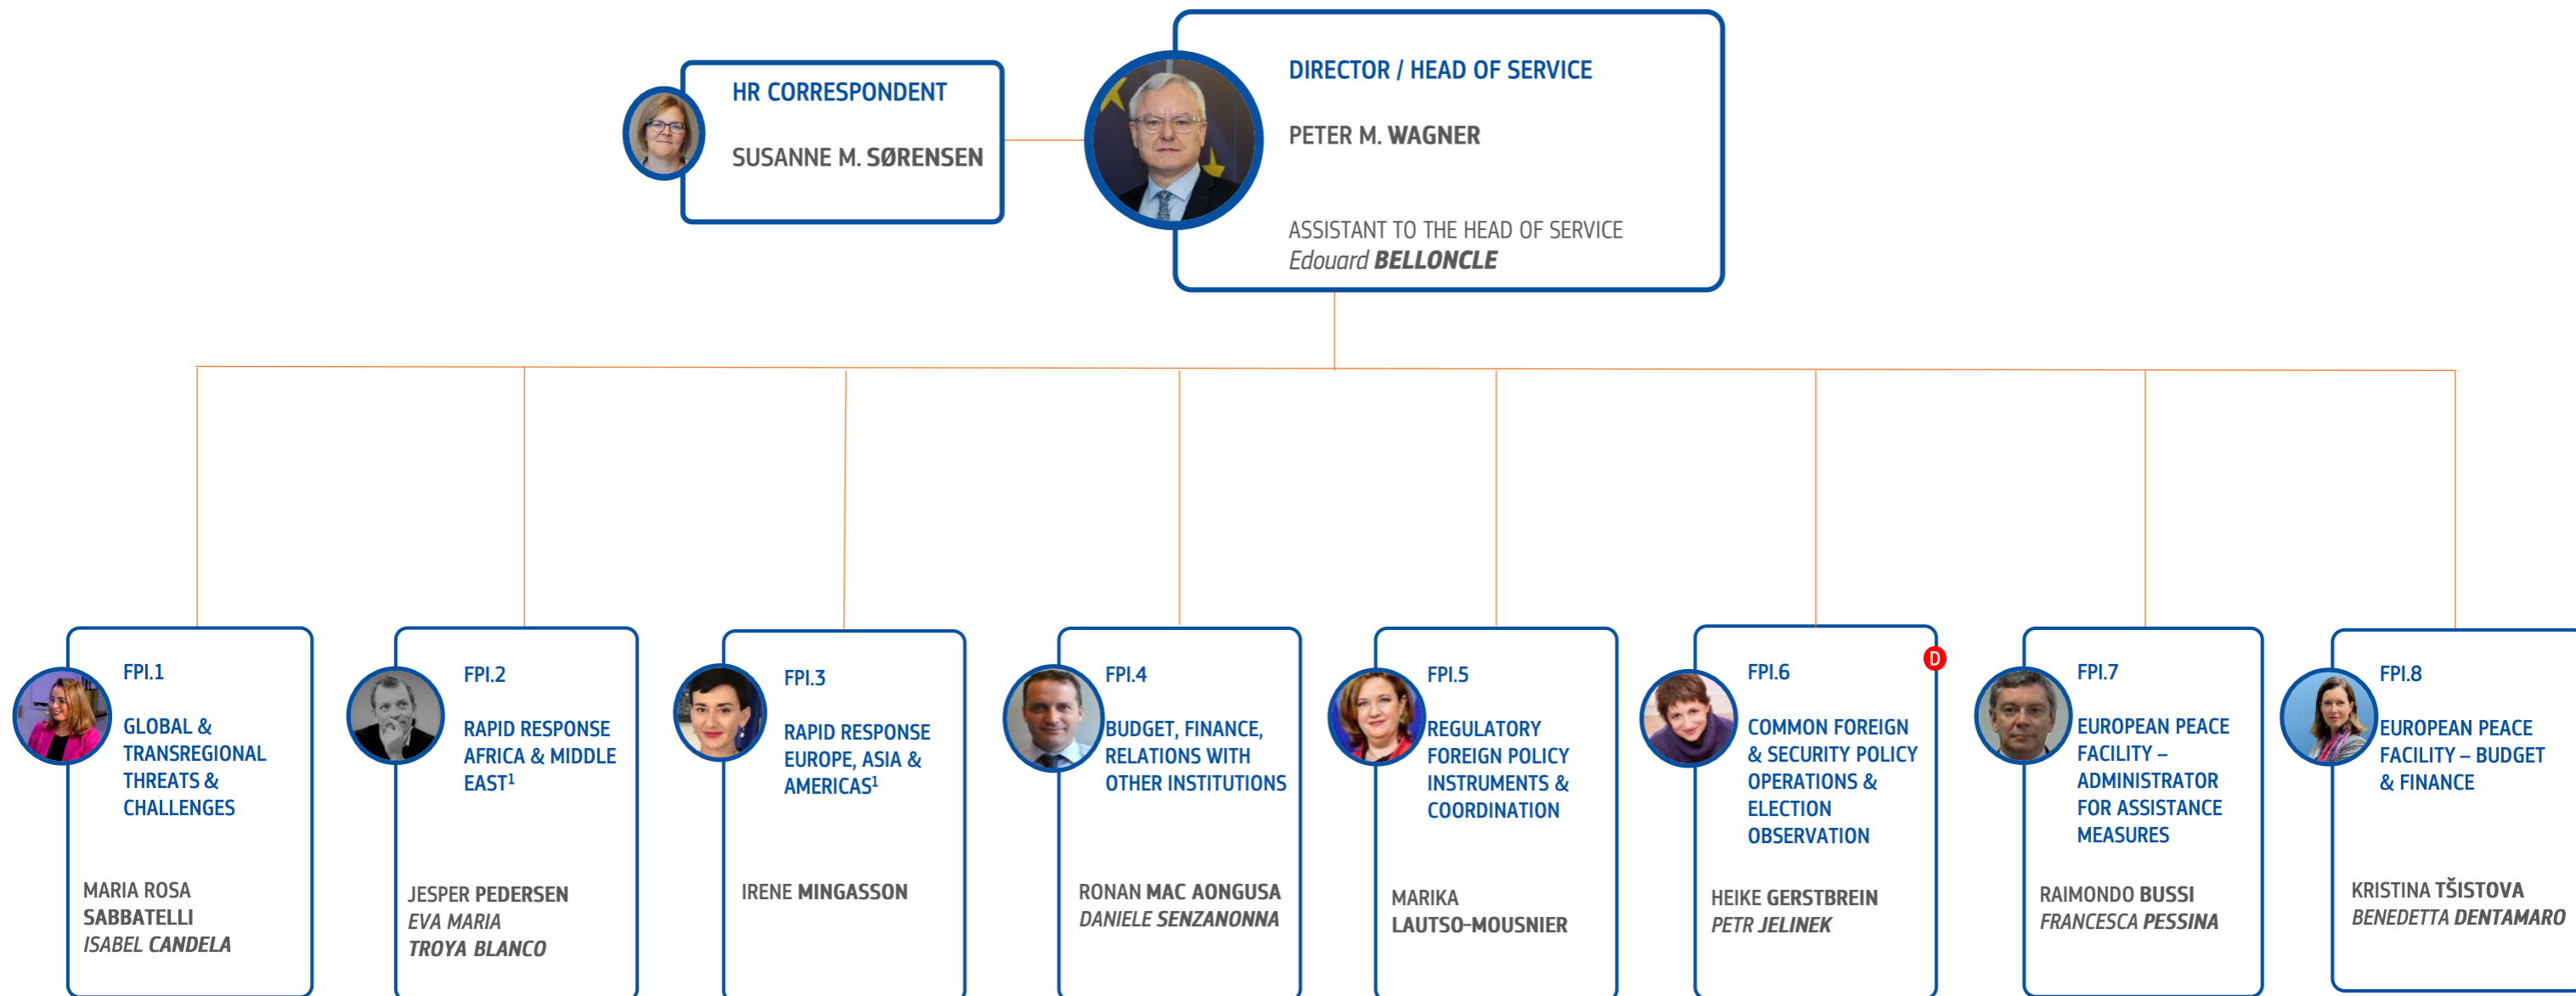 HR CORRESPONDENT
SUSANNE M. SØRENSEN
DIRECTOR / HEAD OF SERVICE
PETER M. WAGNER
ASSISTANT TO THE HEAD OF SERVICE
Edouard BELLONCLE
FPI.1
GLOBAL &
TRANSREGIONAL
THREATS &
CHALLENGES
MARIA ROSA
SABBATELLI
ISABEL CANDELA
FPI.2
RAPID RESPONSE
AFRICA & MIDDLE
EAST¹
JESPER PEDERSEN
EVA MARIA
TROYA BLANCO
FPI.3
RAPID RESPONSE
EUROPE, ASIA &
AMERICAS¹
IRENE MINGASSON
FPI.4
BUDGET, FINANCE,
RELATIONS WITH
OTHER INSTITUTIONS
RONAN MAC AONGUSA
DANIELE SENZANONNA
FPI.5
REGULATORY
FOREIGN POLICY
INSTRUMENTS &
COORDINATION
MARIKA
LAUTSO-MOUSNIER
D
FPI.6
COMMON FOREIGN
& SECURITY POLICY
OPERATIONS &
ELECTION
OBSERVATION
HEIKE GERSTBREIN
PETR JELINEK
FPI.7
EUROPEAN PEACE
FACILITY –
ADMINISTRATOR
FOR ASSISTANCE
MEASURES
RAIMONDO BUSSI
FRANCESCA PESSINA
FPI.8
EUROPEAN PEACE
FACILITY – BUDGET
& FINANCE
KRISTINA TŠISTOVA
BENEDETTA DENTAMARO